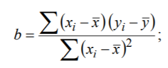 b = ∑(xᵢ − x̄)(yᵢ − ȳ) / ∑(xᵢ − x̄)² ;